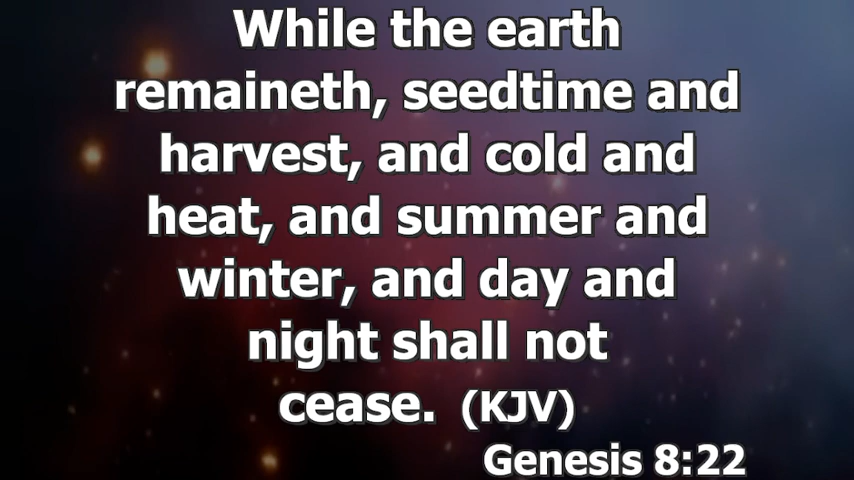 While the earth
remaineth, seedtime and
harvest, and cold and
heat, and summer and
winter, and day and
night shall not
cease. (KJV)
Genesis 8:22